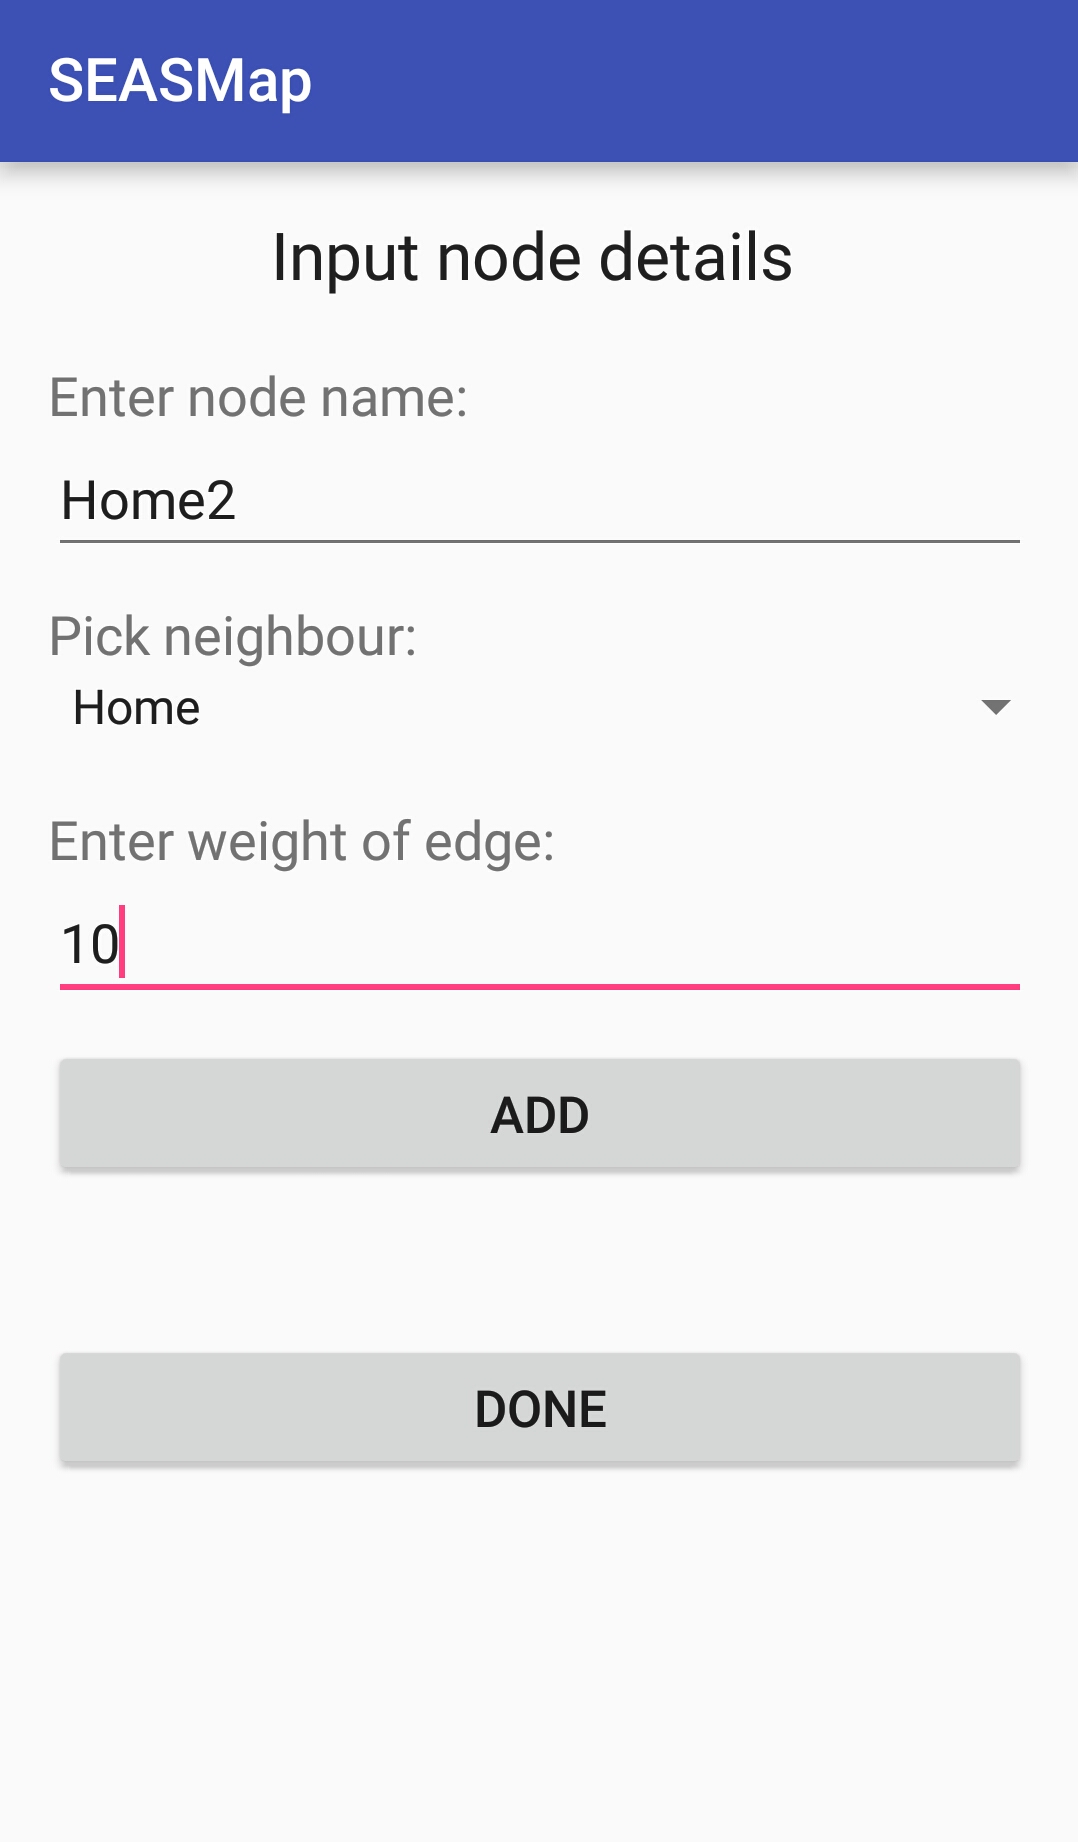 SEASMap
Input node details
Enter node name:
Home2
Pick neighbour:
Home
Enter weight of edge:
10
ADD
DONE